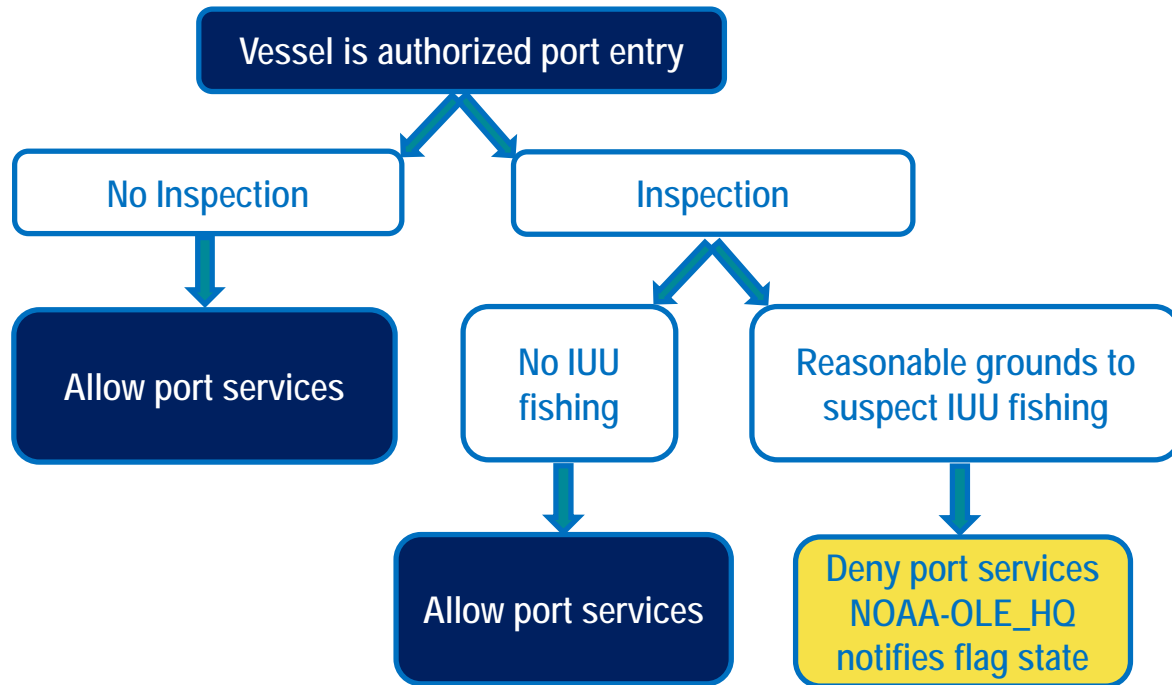 Vessel is authorized port entry
No Inspection
Inspection
Allow port services
No IUU
fishing
Reasonable grounds to
suspect IUU fishing
Allow port services
Deny port services
NOAA-OLE_HQ
notifies flag state